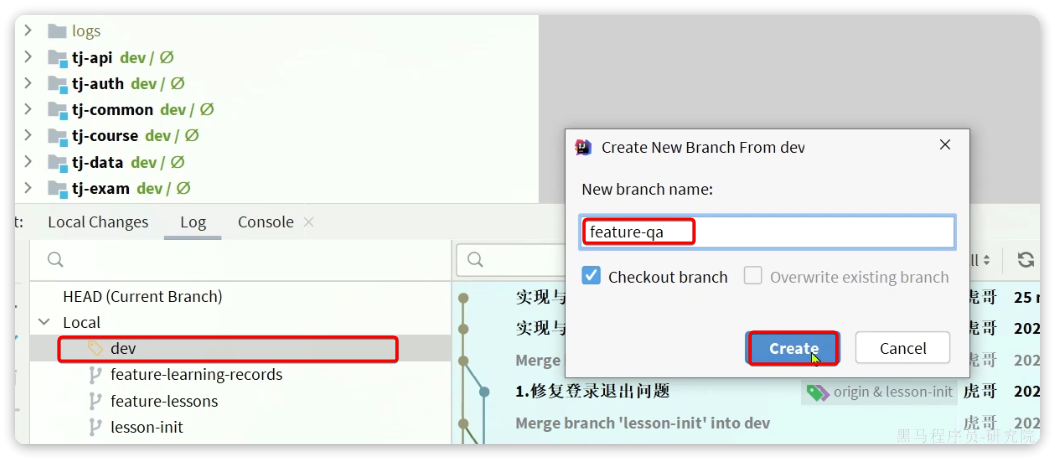 logs
tj-api dev / ∅
tj-auth dev / ∅
tj-common dev / ∅
tj-course dev / ∅
tj-data dev / ∅
tj-exam dev / ∅
t: Local Changes Log Console
HEAD (Current Branch)
Local
dev
feature-learning-records
feature-lessons
lesson-init
Create New Branch From dev
New branch name:
feature-qa
Checkout branch Overwrite existing branch
Create Cancel
实现与 虎哥 25
实现与 虎哥 202
Merge 虎哥 202
1.修复登录退出问题 origin & lesson-init 虎哥 202
Merge branch 'lesson-init' into dev 虎哥 202
黑马程序员-研究院